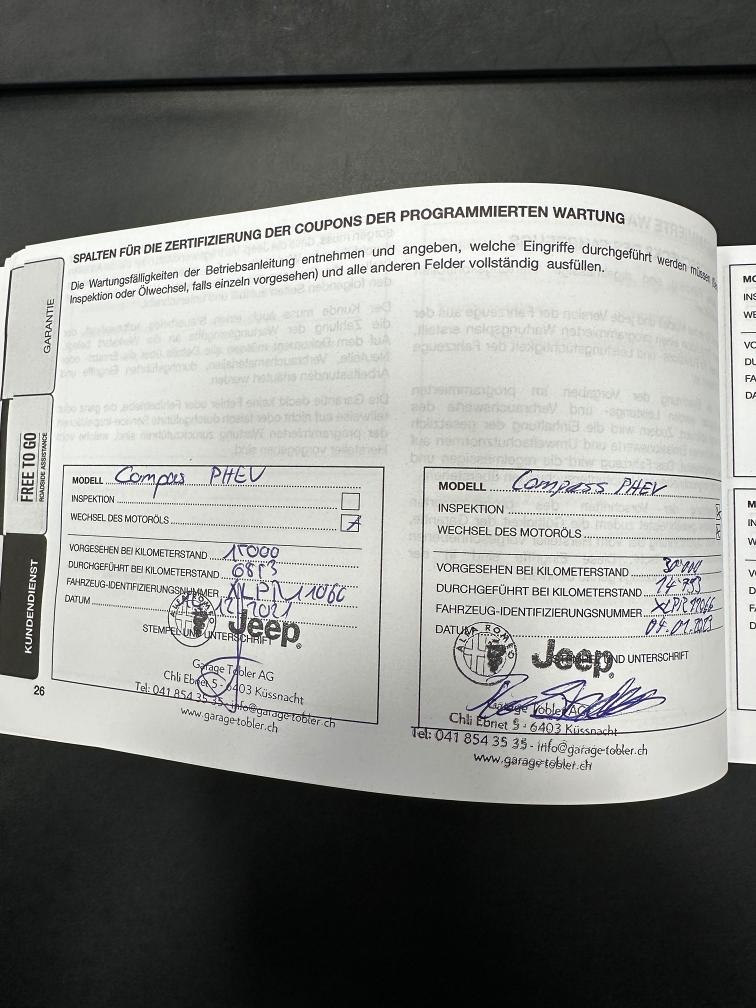 SPALTEN FÜR DIE ZERTIFIZIERUNG DER COUPONS DER PROGRAMMIERTEN WARTUNG
Die Wartungsfälligkeiten der Betriebsanleitung entnehmen und angeben, welche Eingriffe durchgeführt werden müssen
Inspektion oder Ölwechsel, falls einzeln vorgesehen) und alle anderen Felder vollständig ausfüllen.
GARANTIE
FREE TO GO
ROADSIDE ASSISTANCE
KUNDENDIENST
26
MODELL Compas PHEV
INSPEKTION
WECHSEL DES MOTORÖLS
VORGESEHEN BEI KILOMETERSTAND 15000
DURCHGEFÜHRT BEI KILOMETERSTAND
FAHRZEUG-IDENTIFIZIERUNGSNUMMER
DATUM 12 2021
STEMPEL UND UNTERSCHRIFT
ALFA ROMEO
Jeep
Garage Tobler AG
Chli Ebnet 5 - 6403 Küssnacht
Tel: 041 854 35 35 - info@garage-tobler.ch
www.garage-tobler.ch
MODELL Compass PHEV
INSPEKTION
WECHSEL DES MOTORÖLS
VORGESEHEN BEI KILOMETERSTAND 30'000
DURCHGEFÜHRT BEI KILOMETERSTAND
FAHRZEUG-IDENTIFIZIERUNGSNUMMER
DATUM 04.01.2023
UND UNTERSCHRIFT
ALFA ROMEO
Jeep
Garage Tobler AG
Chli Ebnet 5 - 6403 Küssnacht
Tel: 041 854 35 35 - info@garage-tobler.ch
www.garage-tobler.ch